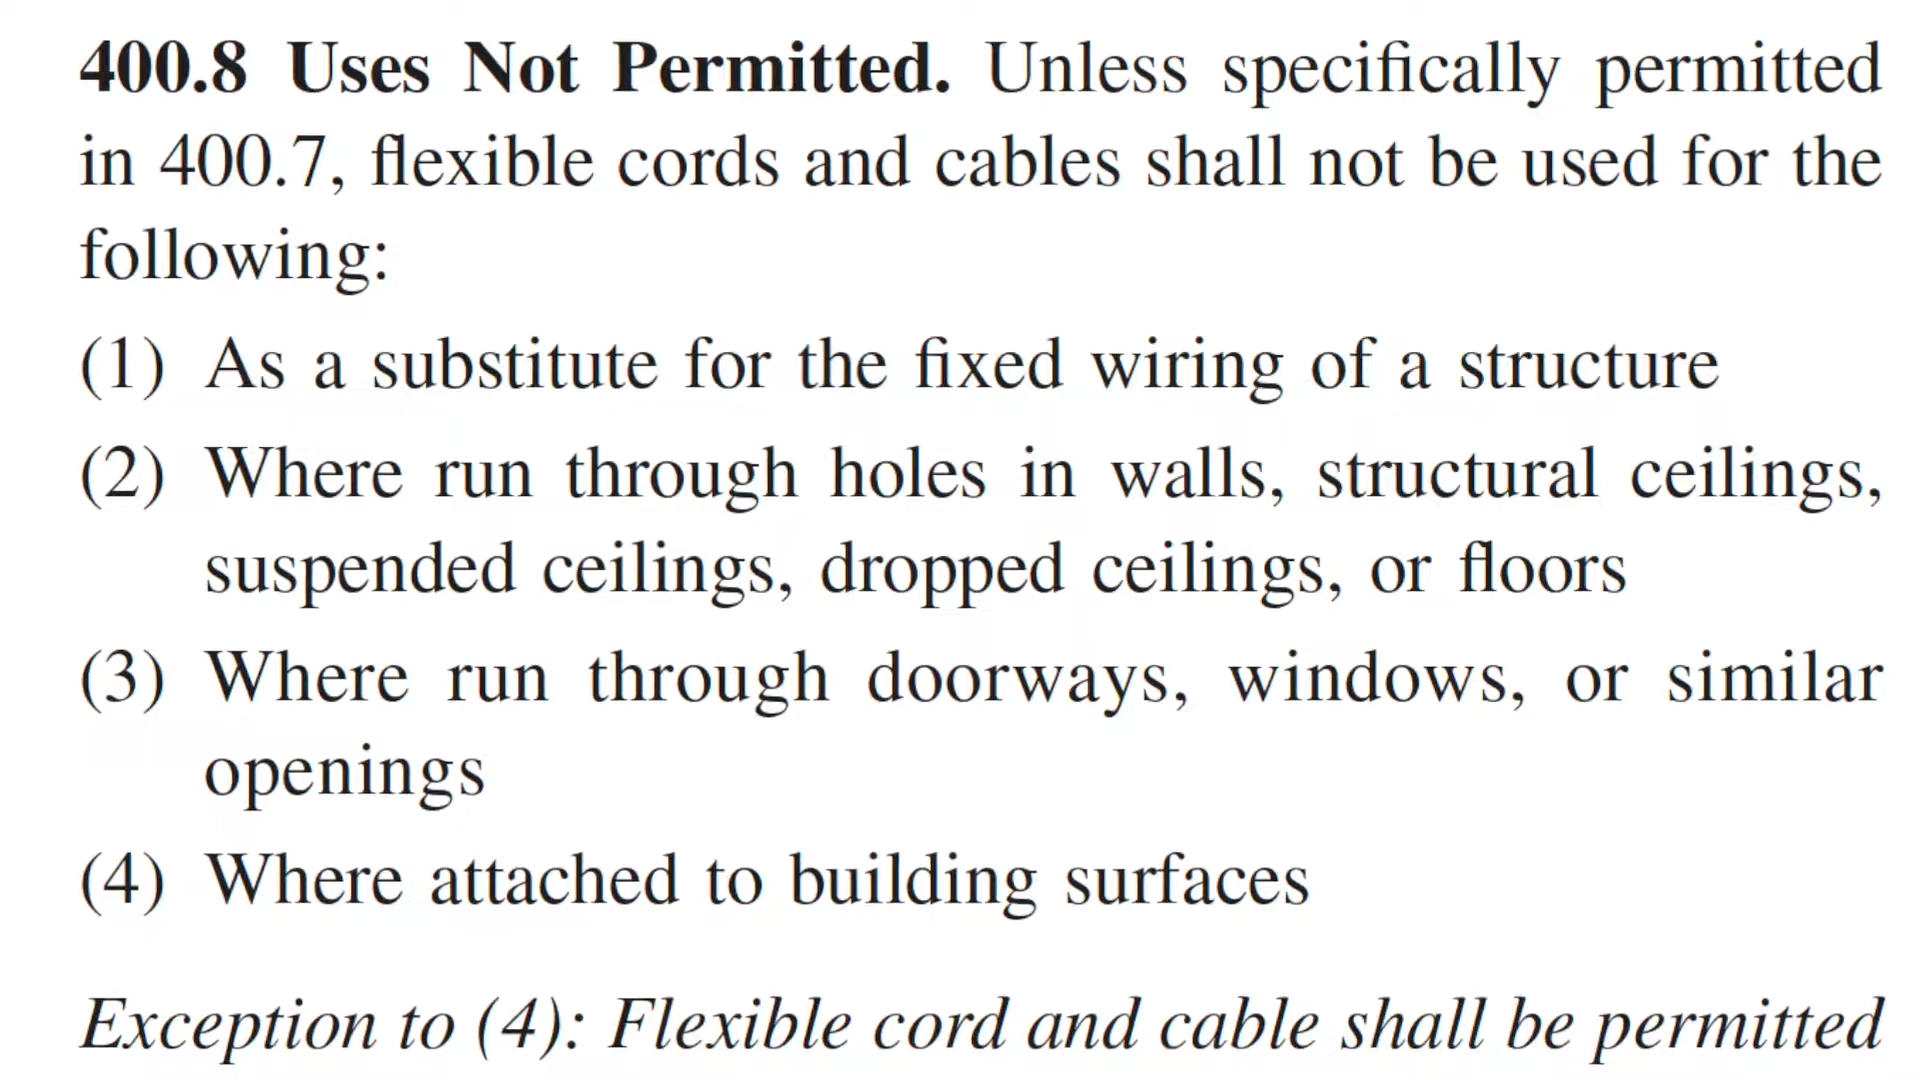 400.8 Uses Not Permitted. Unless specifically permitted
in 400.7, flexible cords and cables shall not be used for the
following:
(1) As a substitute for the fixed wiring of a structure
(2) Where run through holes in walls, structural ceilings,
suspended ceilings, dropped ceilings, or floors
(3) Where run through doorways, windows, or similar
openings
(4) Where attached to building surfaces
Exception to (4): Flexible cord and cable shall be permitted